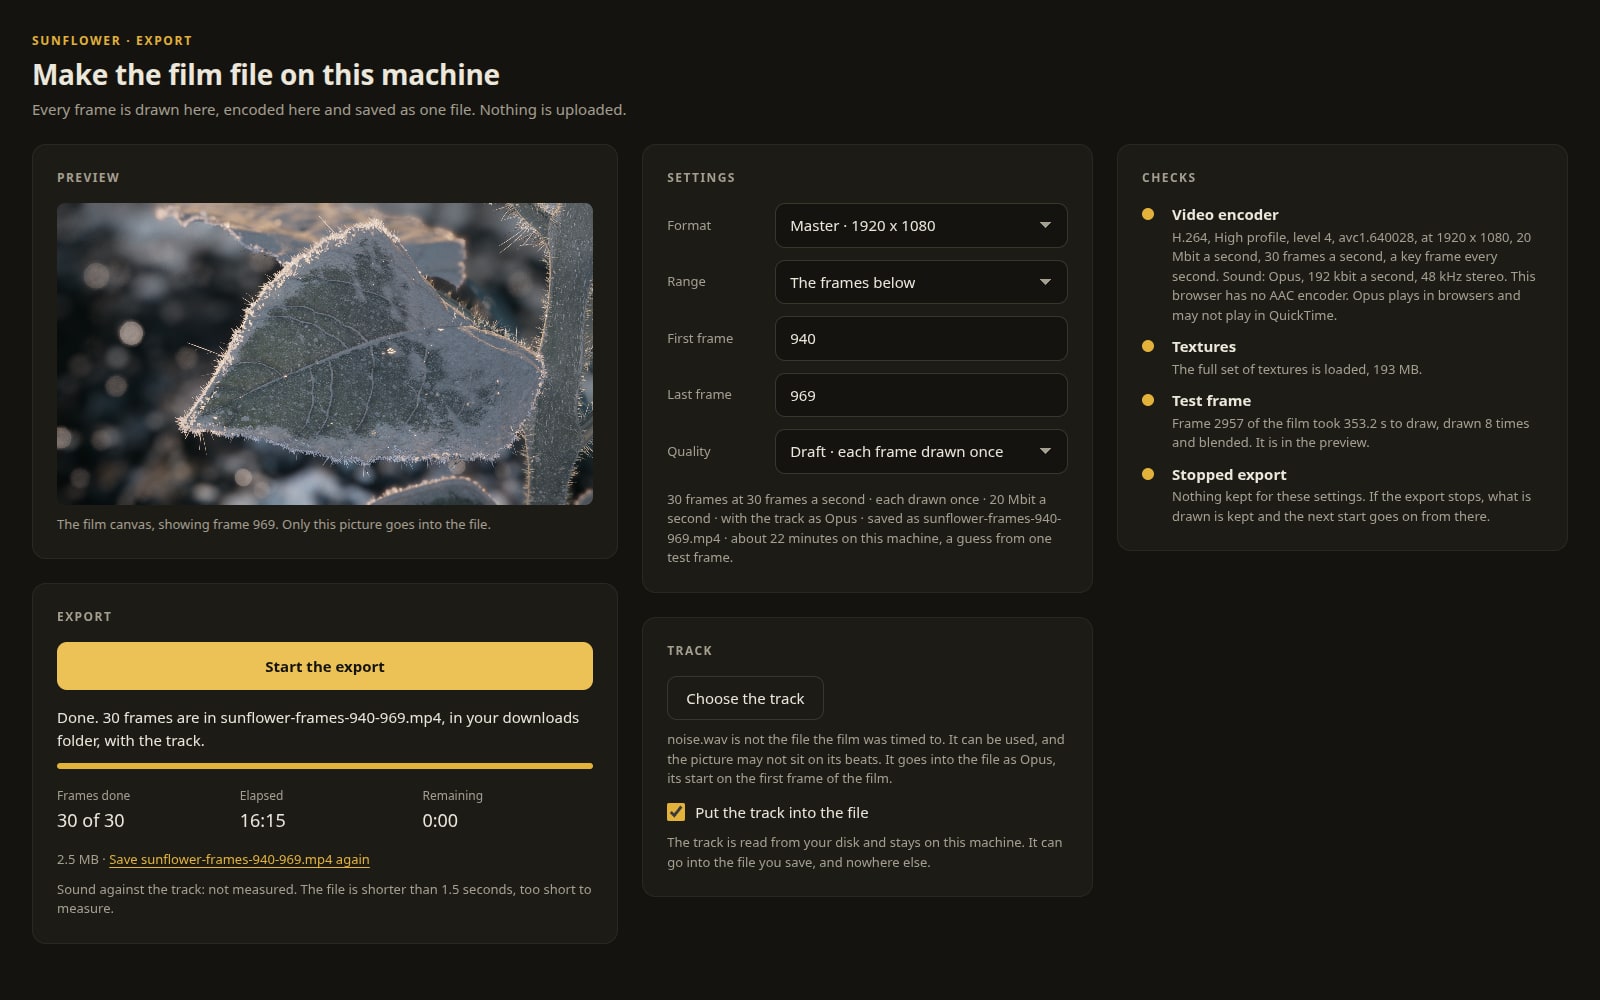 SUNFLOWER · EXPORT
Make the film file on this machine
Every frame is drawn here, encoded here and saved as one file. Nothing is uploaded.
PREVIEW
The film canvas, showing frame 969. Only this picture goes into the file.
EXPORT
Start the export
Done. 30 frames are in sunflower-frames-940-969.mp4, in your downloads
folder, with the track.
Frames done
30 of 30
Elapsed
16:15
Remaining
0:00
2.5 MB · Save sunflower-frames-940-969.mp4 again
Sound against the track: not measured. The file is shorter than 1.5 seconds, too short to
measure.
SETTINGS
Format
Master · 1920 x 1080
Range
The frames below
First frame
940
Last frame
969
Quality
Draft · each frame drawn once
30 frames at 30 frames a second · each drawn once · 20 Mbit a
second · with the track as Opus · saved as sunflower-frames-940-
969.mp4 · about 22 minutes on this machine, a guess from one
test frame.
TRACK
Choose the track
noise.wav is not the file the film was timed to. It can be used, and
the picture may not sit on its beats. It goes into the file as Opus,
its start on the first frame of the film.
Put the track into the file
The track is read from your disk and stays on this machine. It can
go into the file you save, and nowhere else.
CHECKS
Video encoder
H.264, High profile, level 4, avc1.640028, at 1920 x 1080, 20
Mbit a second, 30 frames a second, a key frame every
second. Sound: Opus, 192 kbit a second, 48 kHz stereo. This
browser has no AAC encoder. Opus plays in browsers and
may not play in QuickTime.
Textures
The full set of textures is loaded, 193 MB.
Test frame
Frame 2957 of the film took 353.2 s to draw, drawn 8 times
and blended. It is in the preview.
Stopped export
Nothing kept for these settings. If the export stops, what is
drawn is kept and the next start goes on from there.